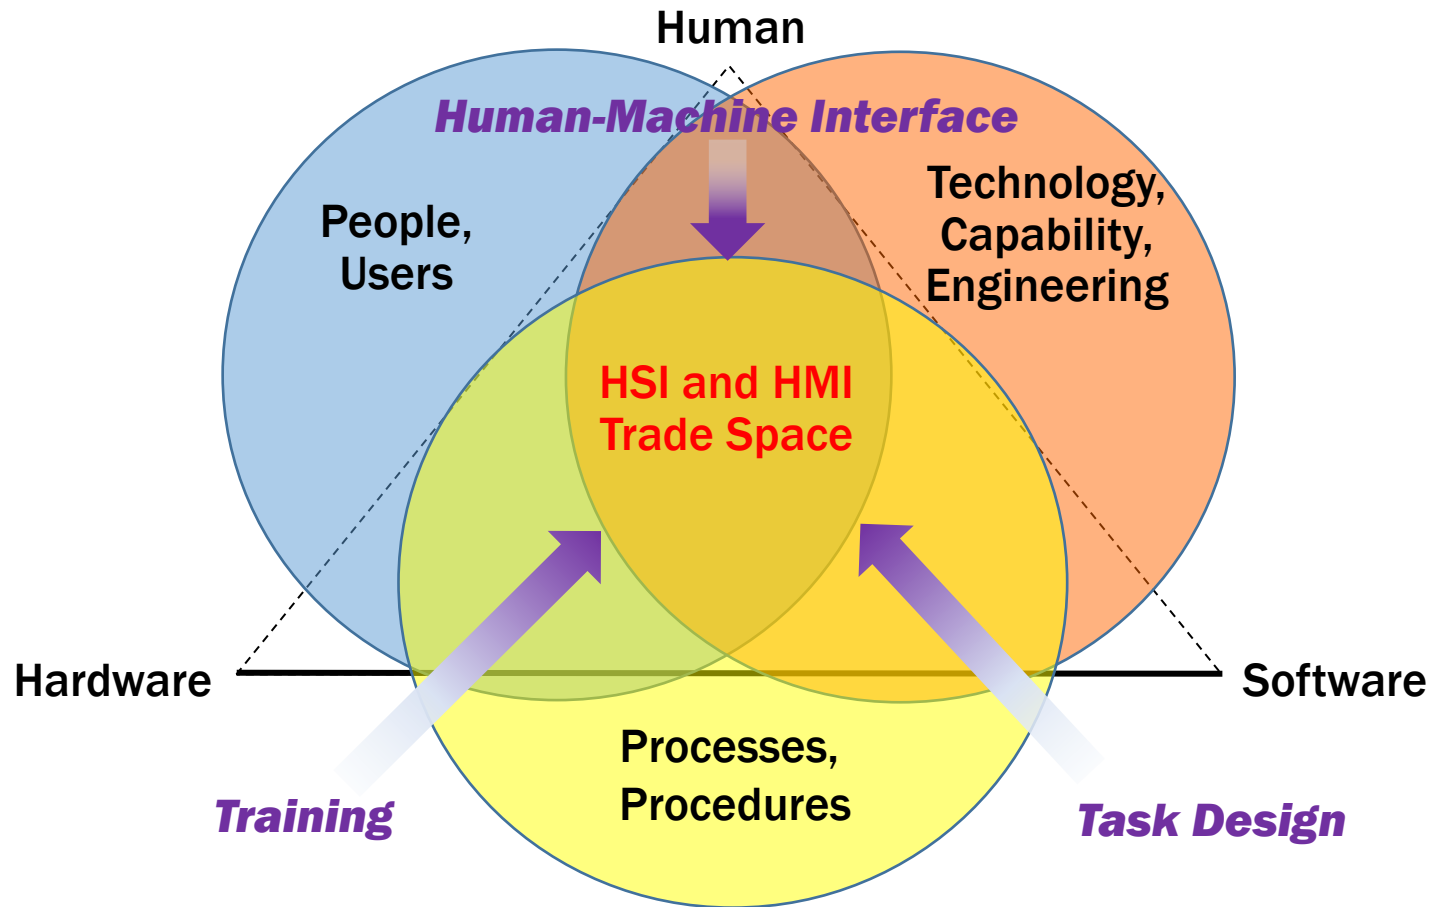 Human
Human-Machine Interface
People,
Users
Technology,
Capability,
Engineering
HSI and HMI
Trade Space
Hardware
Software
Processes,
Procedures
Training
Task Design